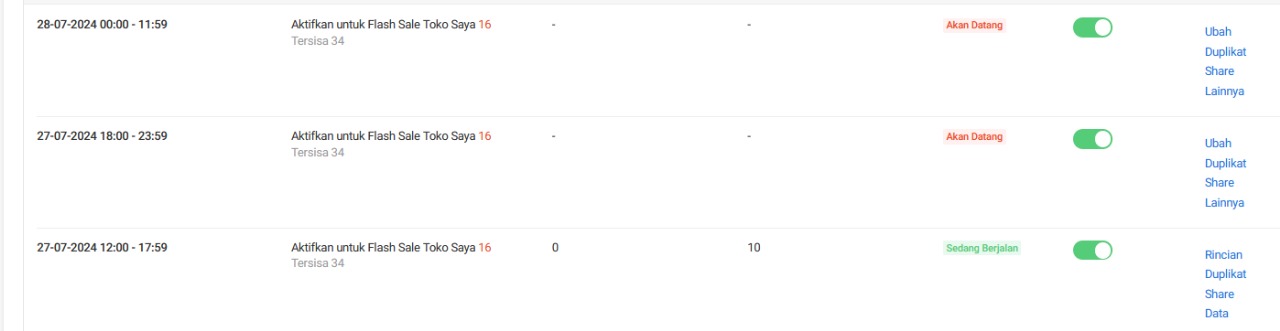 28-07-2024 00:00 - 11:59 Aktifkan untuk Flash Sale Toko Saya 16 - - Akan Datang
Tersisa 34
Ubah
Duplikat
Share
Lainnya
27-07-2024 18:00 - 23:59 Aktifkan untuk Flash Sale Toko Saya 16 - - Akan Datang
Tersisa 34
Ubah
Duplikat
Share
Lainnya
27-07-2024 12:00 - 17:59 Aktifkan untuk Flash Sale Toko Saya 16 0 10 Sedang Berjalan
Tersisa 34
Rincian
Duplikat
Share
Data